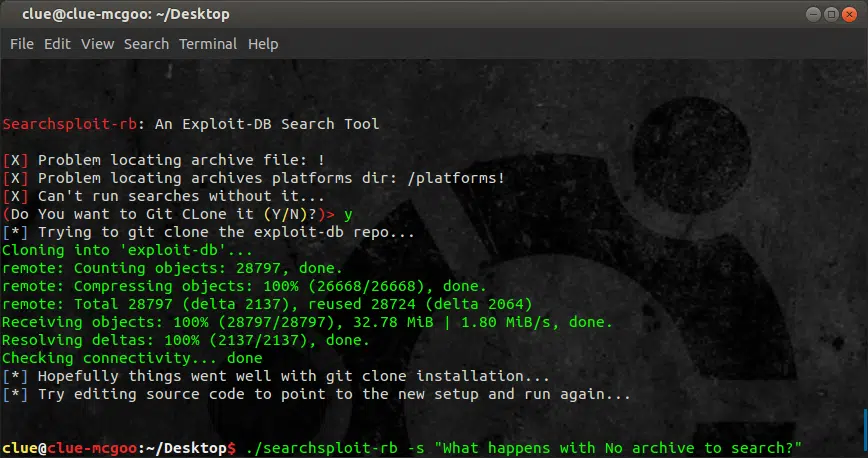 clue@clue-mcgoo: ~/Desktop
File Edit View Search Terminal Help
Searchsploit-rb: An Exploit-DB Search Tool
[X] Problem locating archive file: !
[X] Problem locating archives platforms dir: /platforms!
[X] Can't run searches without it...
(Do You want to Git CLone it (Y/N)?)> y
[*] Trying to git clone the exploit-db repo...
Cloning into 'exploit-db'...
remote: Counting objects: 28797, done.
remote: Compressing objects: 100% (26668/26668), done.
remote: Total 28797 (delta 2137), reused 28724 (delta 2064)
Receiving objects: 100% (28797/28797), 32.78 MiB | 1.80 MiB/s, done.
Resolving deltas: 100% (2137/2137), done.
Checking connectivity... done
[*] Hopefully things went well with git clone installation...
[*] Try editing source code to point to the new setup and run again...
clue@clue-mcgoo:~/Desktop$ ./searchsploit-rb -s "What happens with No archive to search?"